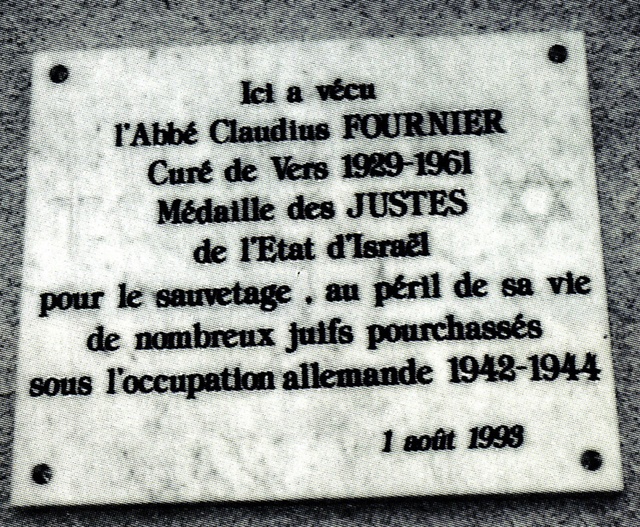 Ici a vécu
l'Abbé Claudius FOURNIER
Curé de Vers 1929-1961
Médaille des JUSTES
de l'Etat d'Israël
pour le sauvetage . au péril de sa vie
de nombreux juifs pourchassés
sous l'occupation allemande 1942-1944
1 août 1993